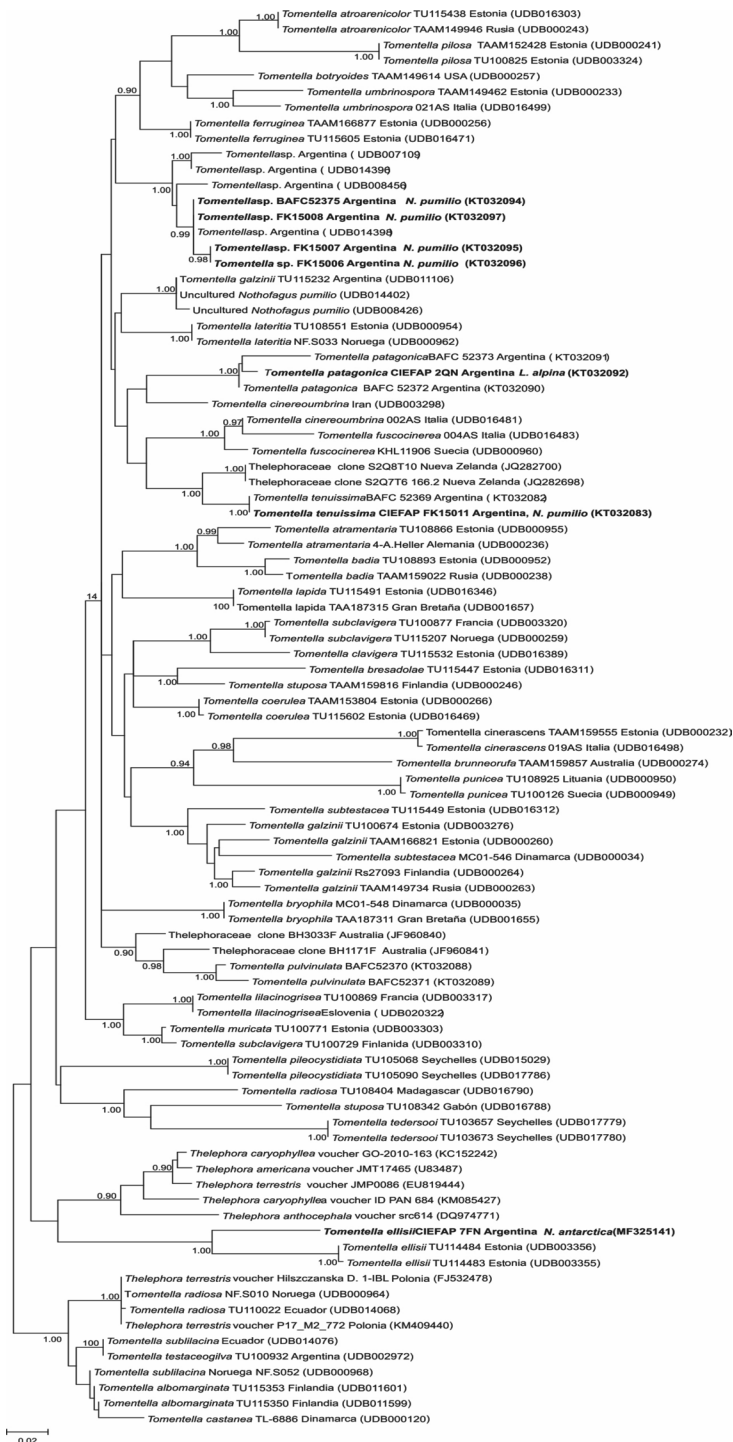 1.00
Tomentella atroarenicolor TU115438 Estonia (UDB016303)
1.00
Tomentella atroarenicolor TAAM149946 Rusia (UDB000243)
Tomentella pilosa TAAM152428 Estonia (UDB000241)
1.00
Tomentella pilosa TU100825 Estonia (UDB003324)
Tomentella botryoides TAAM149614 USA (UDB000257)
0.90
Tomentella umbrinospora TAAM149462 Estonia (UDB000233)
1.00
Tomentella umbrinospora 021AS Italia (UDB016499)
Tomentella ferruginea TAAM166877 Estonia (UDB000256)
1.00
Tomentella ferruginea TU115605 Estonia (UDB016471)
Tomentellasp. Argentina ( UDB007109)
Tomentellasp. Argentina ( UDB014396)
1.00
Tomentellasp. Argentina ( UDB008456)
Tomentellasp. BAFC52375 Argentina N. pumilio (KT032094)
Tomentellasp. FK15008 Argentina N. pumilio (KT032097)
Tomentellasp. Argentina ( UDB014398)
0.99
Tomentellasp. FK15007 Argentina N. pumilio (KT032095)
0.98
Tomentella sp. FK15006 Argentina N. pumilio (KT032096)
Tomentella galzinii TU115232 Argentina (UDB011106)
1.00
Uncultured Nothofagus pumilio (UDB014402)
Uncultured Nothofagus pumilio (UDB008426)
Tomentella lateritia TU108551 Estonia (UDB000954)
1.00
Tomentella lateritia NF.S033 Noruega (UDB000962)
Tomentella patagonicaBAFC 52373 Argentina ( KT032091)
1.00
Tomentella patagonica CIEFAP 2QN Argentina L. alpina (KT032092)
Tomentella patagonica BAFC 52372 Argentina (KT032090)
Tomentella cinereoumbrina Iran (UDB003298)
0.97
Tomentella cinereoumbrina 002AS Italia (UDB016481)
1.00
Tomentella fuscocinerea 004AS Italia (UDB016483)
Tomentella fuscocinerea KHL11906 Suecia (UDB000960)
1.00
Thelephoraceae clone S2Q8T10 Nueva Zelanda (JQ282700)
Thelephoraceae clone S2Q7T6 166.2 Nueva Zelanda (JQ282698)
1.00
Tomentella tenuissimaBAFC 52369 Argentina ( KT032082)
1.00
Tomentella tenuissima CIEFAP FK15011 Argentina, N. pumilio (KT032083)
0.99
Tomentella atramentaria TU108866 Estonia (UDB000955)
1.00
Tomentella atramentaria 4-A.Heller Alemania (UDB000236)
Tomentella badia TU108893 Estonia (UDB000952)
1.00
Tomentella badia TAAM159022 Rusia (UDB000238)
14
Tomentella lapida TU115491 Estonia (UDB016346)
100
Tomentella lapida TAA187315 Gran Bretaña (UDB001657)
Tomentella subclavigera TU100877 Francia (UDB003320)
1.00
1.00
Tomentella subclavigera TU115207 Noruega (UDB000259)
Tomentella clavigera TU115532 Estonia (UDB016389)
Tomentella bresadolae TU115447 Estonia (UDB016311)
1.00
Tomentella stuposa TAAM159816 Finlandia (UDB000246)
Tomentella coerulea TAAM153804 Estonia (UDB000266)
1.00
Tomentella coerulea TU115602 Estonia (UDB016469)
1.00
Tomentella cinerascens TAAM159555 Estonia (UDB000232)
0.98
Tomentella cinerascens 019AS Italia (UDB016498)
Tomentella brunneorufa TAAM159857 Australia (UDB000274)
0.94
Tomentella punicea TU108925 Lituania (UDB000950)
1.00
Tomentella punicea TU100126 Suecia (UDB000949)
Tomentella subtestacea TU115449 Estonia (UDB016312)
Tomentella galzinii TU100674 Estonia (UDB003276)
1.00
Tomentella galzinii TAAM166821 Estonia (UDB000260)
Tomentella subtestacea MC01-546 Dinamarca (UDB000034)
Tomentella galzinii Rs27093 Finlandia (UDB000264)
1.00
Tomentella galzinii TAAM149734 Rusia (UDB000263)
Tomentella bryophila MC01-548 Dinamarca (UDB000035)
1.00
Tomentella bryophila TAA187311 Gran Bretaña (UDB001655)
Thelephoraceae clone BH3033F Australia (JF960840)
0.90
Thelephoraceae clone BH1171F Australia (JF960841)
0.98
Tomentella pulvinulata BAFC52370 (KT032088)
1.00
Tomentella pulvinulata BAFC52371 (KT032089)
1.00
Tomentella lilacinogrisea TU100869 Francia (UDB003317)
Tomentella lilacinogriseaEslovenia ( UDB020322)
1.00
Tomentella muricata TU100771 Estonia (UDB003303)
1.00
Tomentella subclavigera TU100729 Finlanida (UDB003310)
Tomentella pileocystidiata TU105068 Seychelles (UDB015029)
1.00
Tomentella pileocystidiata TU105090 Seychelles (UDB017786)
Tomentella radiosa TU108404 Madagascar (UDB016790)
1.00
Tomentella stuposa TU108342 Gabón (UDB016788)
Tomentella tedersooi TU103657 Seychelles (UDB017779)
1.00
Tomentella tedersooi TU103673 Seychelles (UDB017780)
Thelephora caryophyllea voucher GO-2010-163 (KC152242)
0.90
Thelephora americana voucher JMT17465 (U83487)
Thelephora terrestris voucher JMP0086 (EU819444)
0.90
Thelephora caryophyllea voucher ID PAN 684 (KM085427)
Thelephora anthocephala voucher src614 (DQ974771)
Tomentella ellisiiCIEFAP 7FN Argentina N. antarctica(MF325141)
1.00
Tomentella ellisii TU114484 Estonia (UDB003356)
1.00
Tomentella ellisii TU114483 Estonia (UDB003355)
Thelephora terrestris voucher Hilszczanska D. 1-IBL Polonia (FJ532478)
1.00
Tomentella radiosa NF.S010 Noruega (UDB000964)
Tomentella radiosa TU110022 Ecuador (UDB014068)
Thelephora terrestris voucher P17_M2_772 Polonia (KM409440)
1.00
Tomentella sublilacina Ecuador (UDB014076)
100
Tomentella testaceogilva TU100932 Argentina (UDB002972)
Tomentella sublilacina Noruega NF.S052 (UDB000968)
Tomentella albomarginata TU115353 Finlandia (UDB011601)
Tomentella albomarginata TU115350 Finlandia (UDB011599)
Tomentella castanea TL-6886 Dinamarca (UDB000120)
0.02